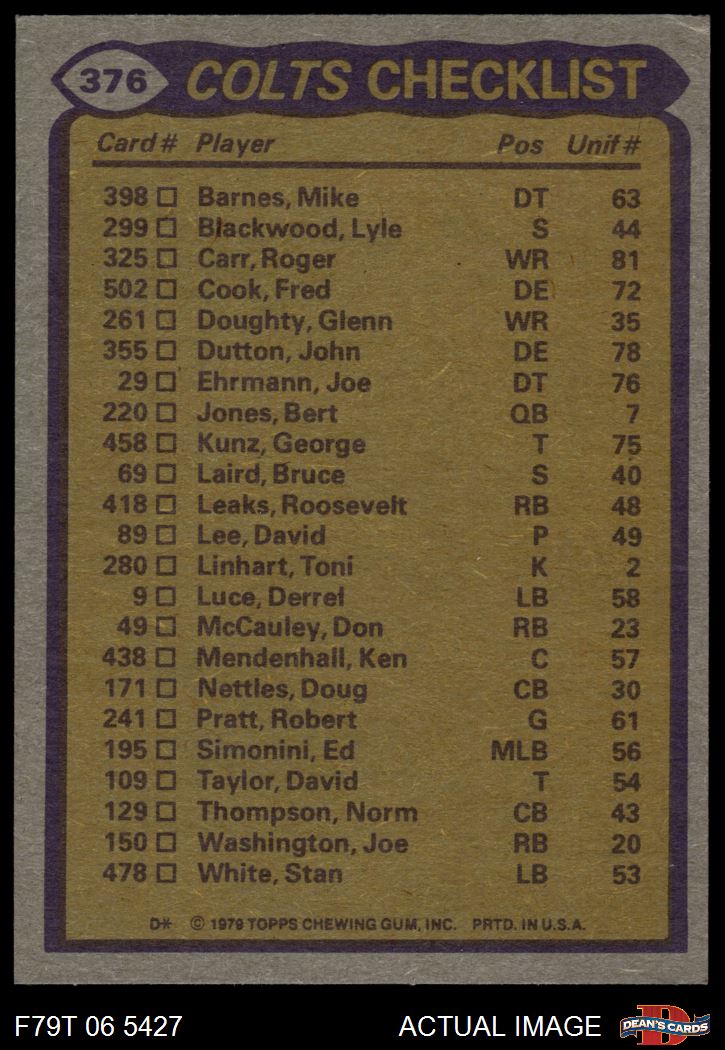 376 COLTS CHECKLIST
Card # Player Pos Unif #
398 □ Barnes, Mike DT 63
299 □ Blackwood, Lyle S 44
325 □ Carr, Roger WR 81
502 □ Cook, Fred DE 72
261 □ Doughty, Glenn WR 35
355 □ Dutton, John DE 78
29 □ Ehrmann, Joe DT 76
220 □ Jones, Bert QB 7
458 □ Kunz, George T 75
69 □ Laird, Bruce S 40
418 □ Leaks, Roosevelt RB 48
89 □ Lee, David P 49
280 □ Linhart, Toni K 2
9 □ Luce, Derrel LB 58
49 □ McCauley, Don RB 23
438 □ Mendenhall, Ken C 57
171 □ Nettles, Doug CB 30
241 □ Pratt, Robert G 61
195 □ Simonini, Ed MLB 56
109 □ Taylor, David T 54
129 □ Thompson, Norm CB 43
150 □ Washington, Joe RB 20
478 □ White, Stan LB 53
D* © 1979 TOPPS CHEWING GUM, INC. PRTD. IN U.S.A.
F79T 06 5427 ACTUAL IMAGE D DEAN'S CARDS